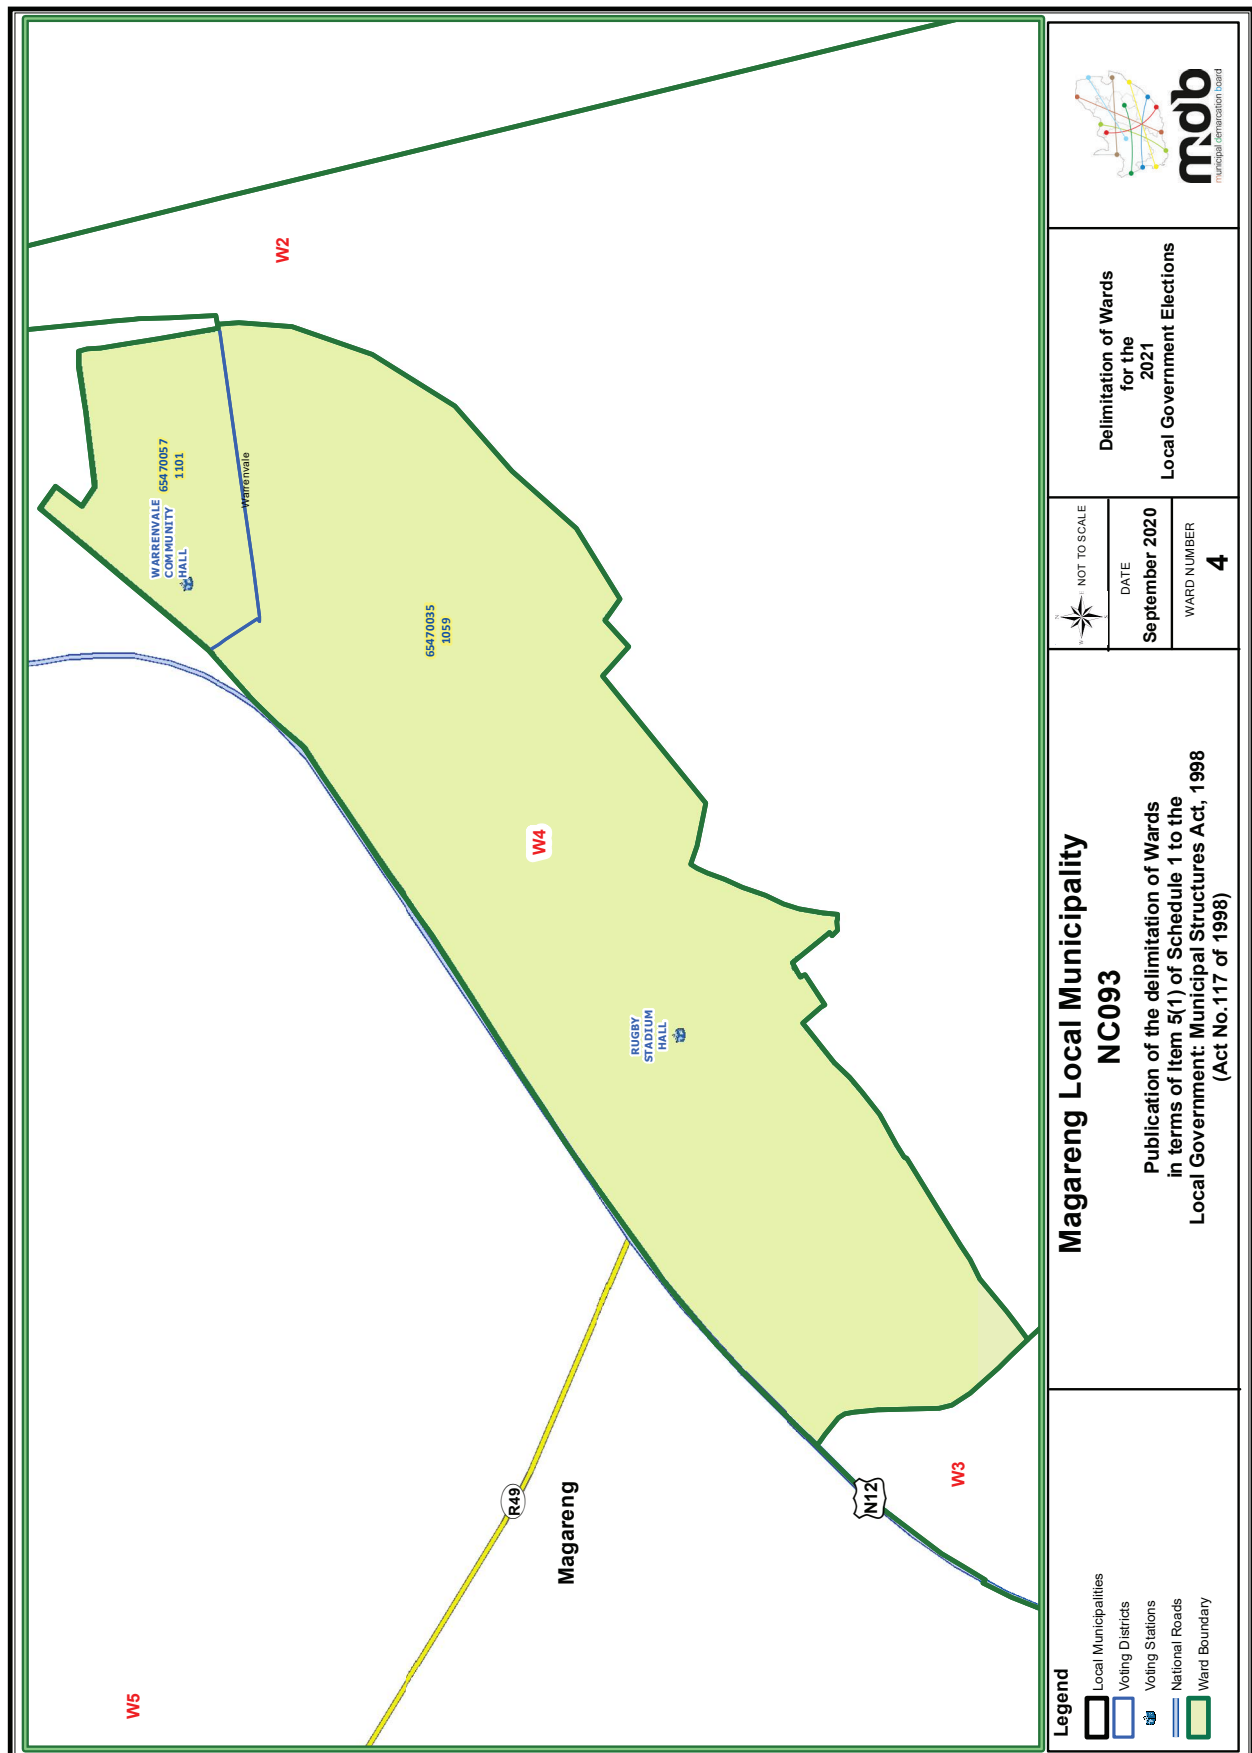 W5
W2
WARRENVALE
COMMUNITY
HALL
65470057
1101
Warrenvale
65470035
1059
W4
RUGBY
STADIUM
HALL
R49
Magareng
N12
W3
Legend
Local Municipalities
Voting Districts
Voting Stations
National Roads
Ward Boundary
Magareng Local Municipality
NC093
Publication of the delimitation of Wards
in terms of Item 5(1) of Schedule 1 to the
Local Government: Municipal Structures Act, 1998
(Act No.117 of 1998)
N
W E
S
NOT TO SCALE
DATE
September 2020
WARD NUMBER
4
Delimitation of Wards
for the
2021
Local Government Elections
mdb
municipal demarcation board